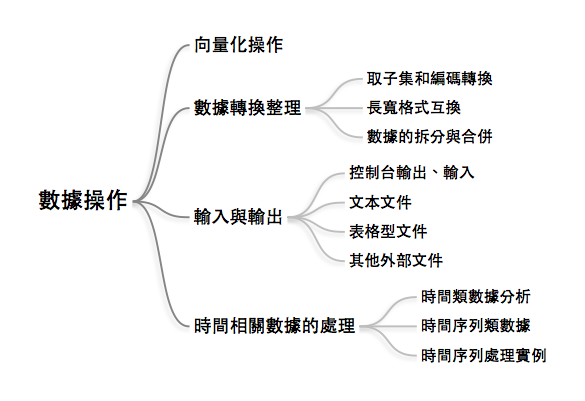 數據操作
向量化操作
數據轉換整理
取子集和編碼轉換
長寬格式互換
數據的拆分與合併
輸入與輸出
控制台輸出、輸入
文本文件
表格型文件
其他外部文件
時間相關數據的處理
時間類數據分析
時間序列類數據
時間序列處理實例